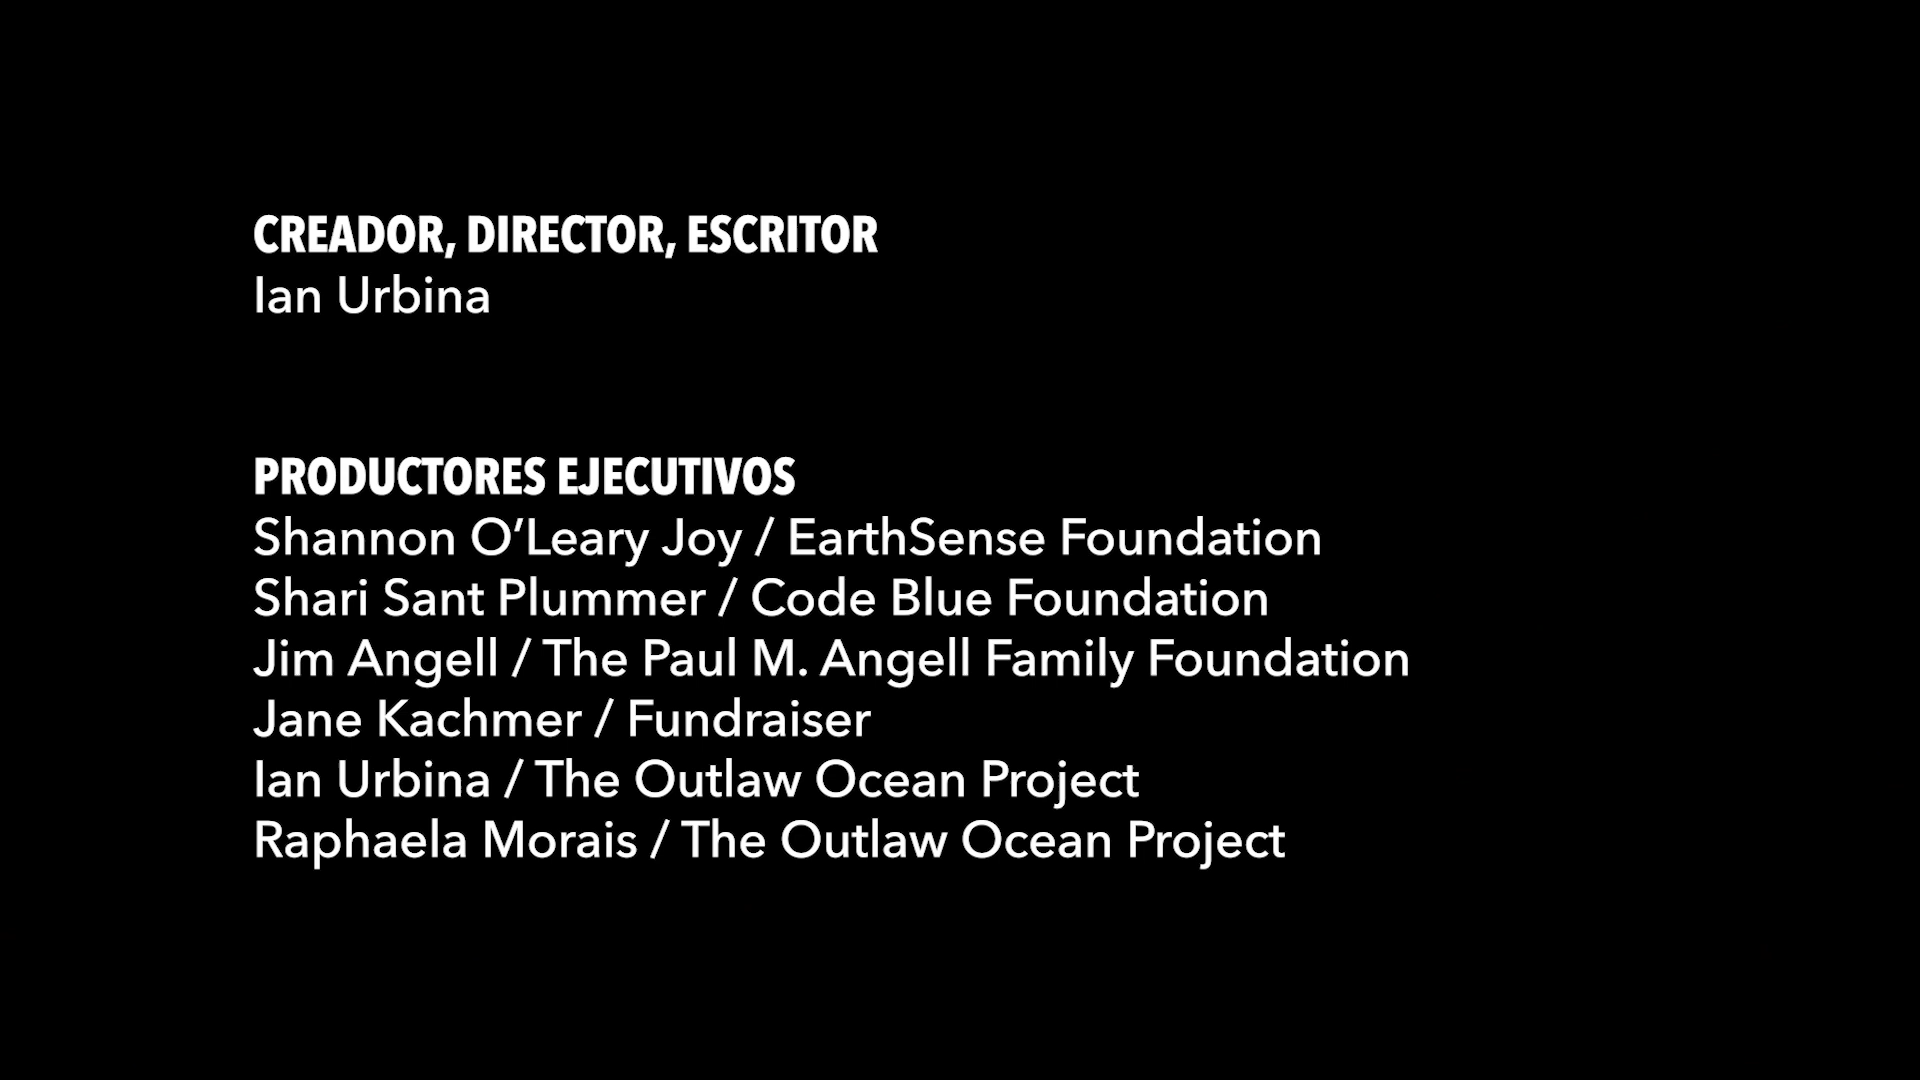 CREADOR, DIRECTOR, ESCRITOR
Ian Urbina
PRODUCTORES EJECUTIVOS
Shannon O’Leary Joy / EarthSense Foundation
Shari Sant Plummer / Code Blue Foundation
Jim Angell / The Paul M. Angell Family Foundation
Jane Kachmer / Fundraiser
Ian Urbina / The Outlaw Ocean Project
Raphaela Morais / The Outlaw Ocean Project